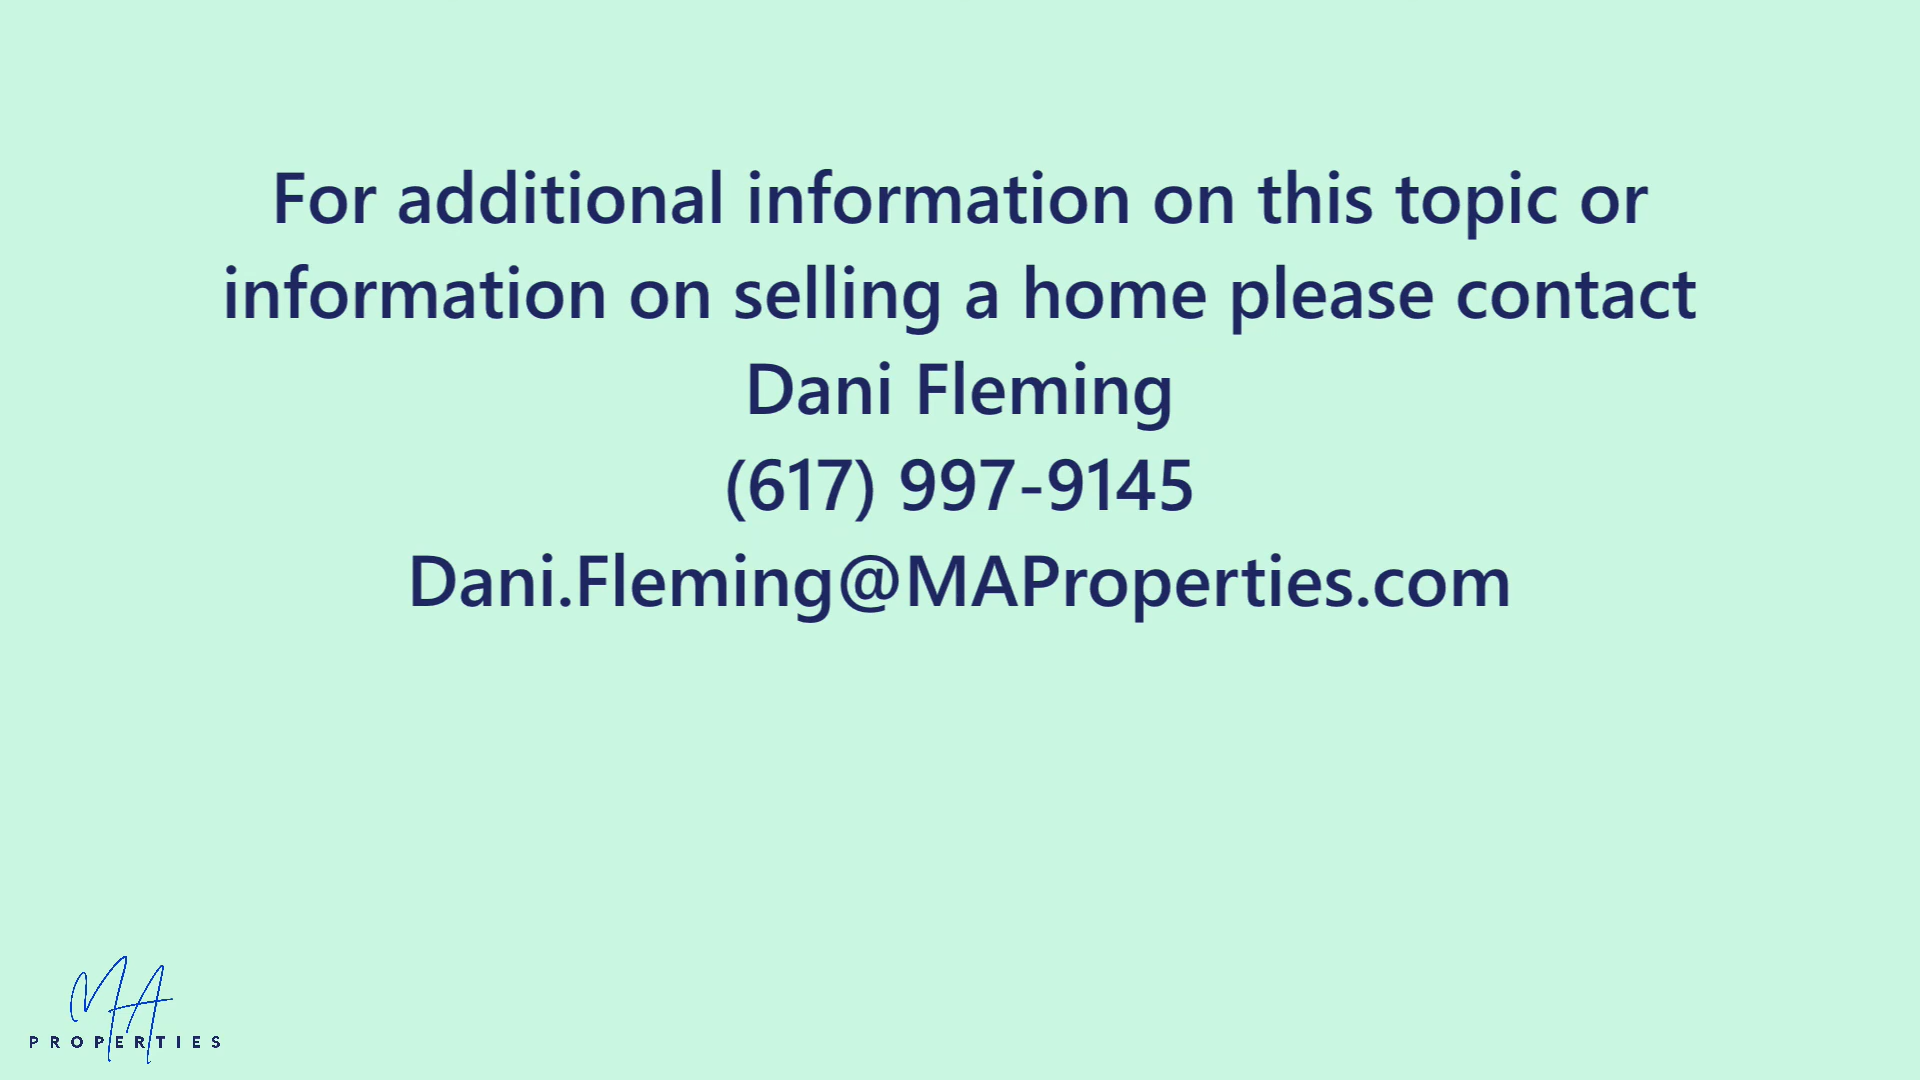 For additional information on this topic or
information on selling a home please contact
Dani Fleming
(617) 997-9145
Dani.Fleming@MAProperties.com
MA
PROPERTIES